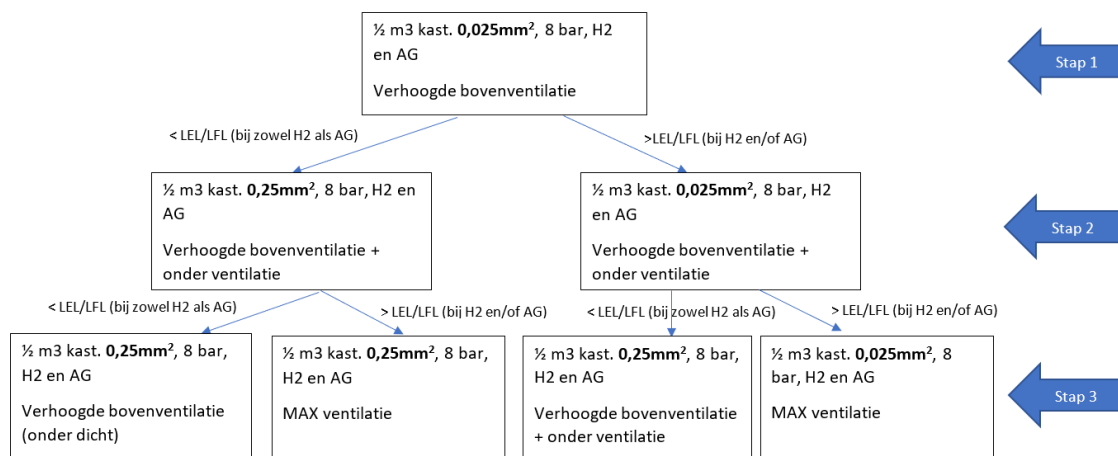 ½ m3 kast. 0,025mm², 8 bar, H2
en AG
Verhoogde bovenventilatie
Stap 1
< LEL/LFL (bij zowel H2 als AG)
>LEL/LFL (bij H2 en/of AG)
½ m3 kast. 0,25mm², 8 bar, H2 en
AG
Verhoogde bovenventilatie +
onder ventilatie
½ m3 kast. 0,025mm², 8 bar, H2
en AG
Verhoogde bovenventilatie +
onder ventilatie
Stap 2
< LEL/LFL (bij zowel H2 als AG)
> LEL/LFL (bij H2 en/of AG)
< LEL/LFL (bij zowel H2 als AG)
> LEL/LFL (bij H2 en/of AG)
½ m3 kast. 0,25mm², 8 bar,
H2 en AG
Verhoogde bovenventilatie
(onder dicht)
½ m3 kast. 0,25mm², 8 bar,
H2 en AG
MAX ventilatie
½ m3 kast. 0,25mm², 8 bar,
H2 en AG
Verhoogde bovenventilatie
+ onder ventilatie
½ m3 kast. 0,025mm², 8
bar, H2 en AG
MAX ventilatie
Stap 3